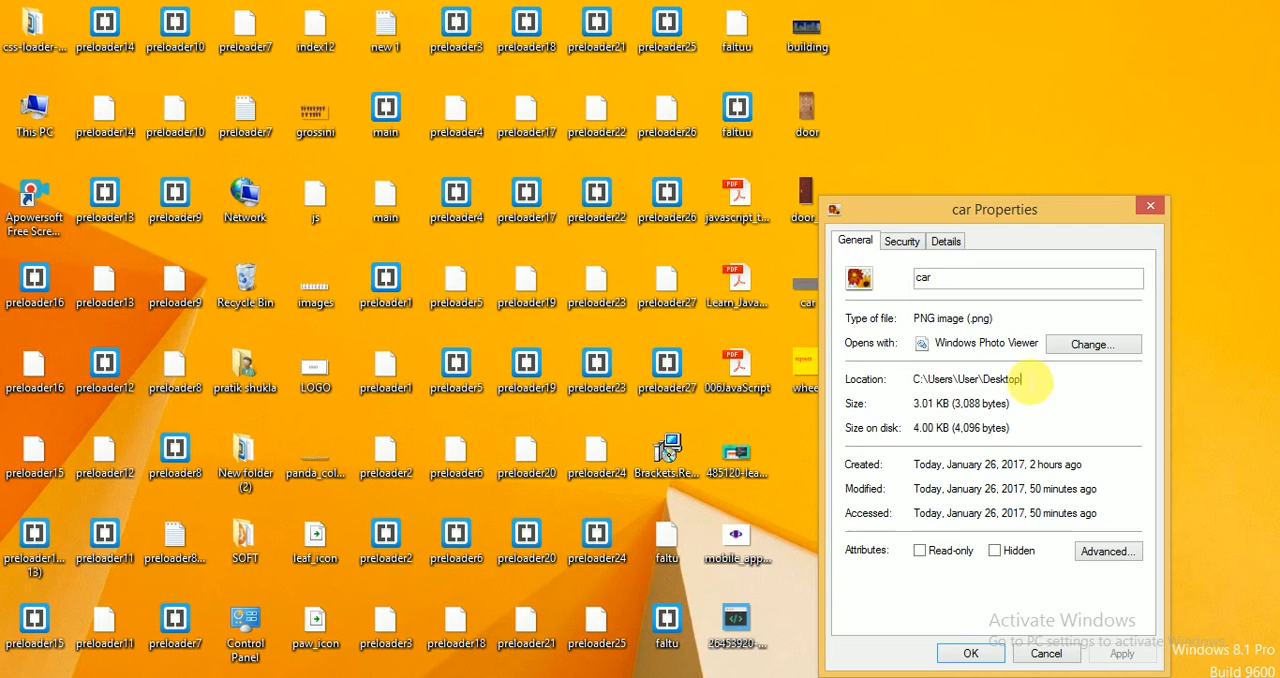 css-loader-...
preloader14
preloader10
preloader7
index12
new 1
preloader3
preloader18
preloader21
preloader25
faltuu
building
This PC
preloader14
preloader10
preloader7
grossini
main
preloader4
preloader17
preloader22
preloader26
faltuu
door
Apowersoft
Free Scre...
preloader13
preloader9
Network
js
main
preloader4
preloader17
preloader22
preloader26
javascript_t...
door_
preloader16
preloader13
preloader9
Recycle Bin
images
preloader1
preloader5
preloader19
preloader23
preloader27
Learn_Java...
car
preloader16
preloader12
preloader8
pratik shukla
LOGO
preloader1
preloader5
preloader19
preloader23
preloader27
006JavaScript
whee
preloader15
preloader12
preloader8
New folder
(2)
panda_col...
preloader2
preloader6
preloader20
preloader24
Brackets.Re...
485120-lea...
preloader1...
13)
preloader11
preloader8...
SOFT
leaf_icon
preloader2
preloader6
preloader20
preloader24
faltu
mobile_app...
preloader15
preloader11
preloader7
Control
Panel
paw_icon
preloader3
preloader18
preloader21
preloader25
faltu
26453920-...
car Properties
General Security Details
car
Type of file: PNG image (.png)
Opens with: Windows Photo Viewer Change...
Location: C:\Users\User\Desktop
Size: 3.01 KB (3,088 bytes)
Size on disk: 4.00 KB (4,096 bytes)
Created: Today, January 26, 2017, 2 hours ago
Modified: Today, January 26, 2017, 50 minutes ago
Accessed: Today, January 26, 2017, 50 minutes ago
Attributes: Read-only Hidden Advanced...
Activate Windows
Go to PC settings to activate Windows.
OK Cancel Apply
Windows 8.1 Pro
Build 9600